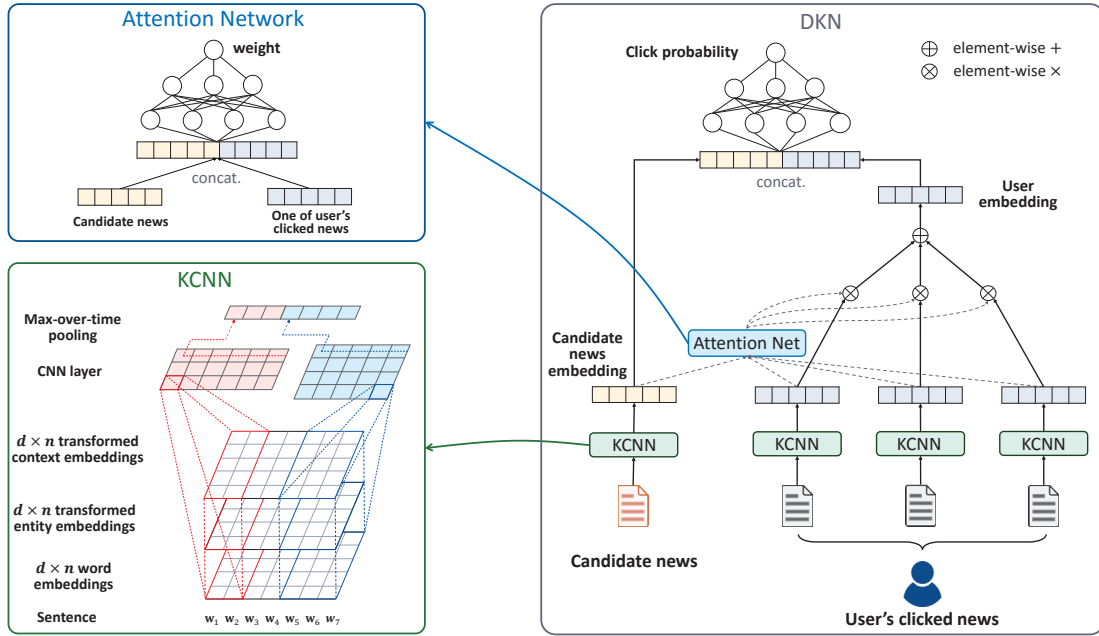 Attention Network
weight
concat.
Candidate news
One of user's
clicked news
KCNN
Max-over-time
pooling
CNN layer
d × n transformed
context embeddings
d × n transformed
entity embeddings
d × n word
embeddings
Sentence
w₁ w₂ w₃ w₄ w₅ w₆ w₇
DKN
Click probability
element-wise +
element-wise ×
concat.
User
embedding
Attention Net
Candidate
news
embedding
KCNN
KCNN
KCNN
KCNN
Candidate news
User's clicked news